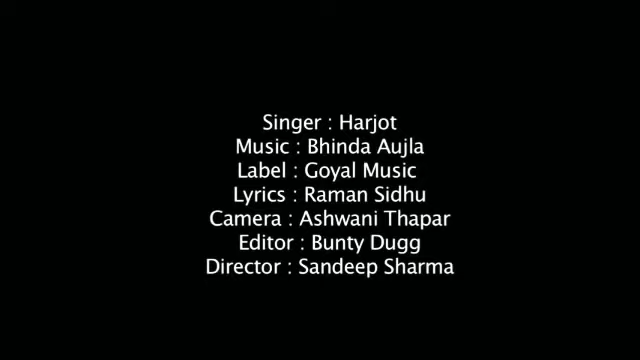 Singer : Harjot
Music : Bhinda Aujla
Label : Goyal Music
Lyrics : Raman Sidhu
Camera : Ashwani Thapar
Editor : Bunty Dugg
Director : Sandeep Sharma